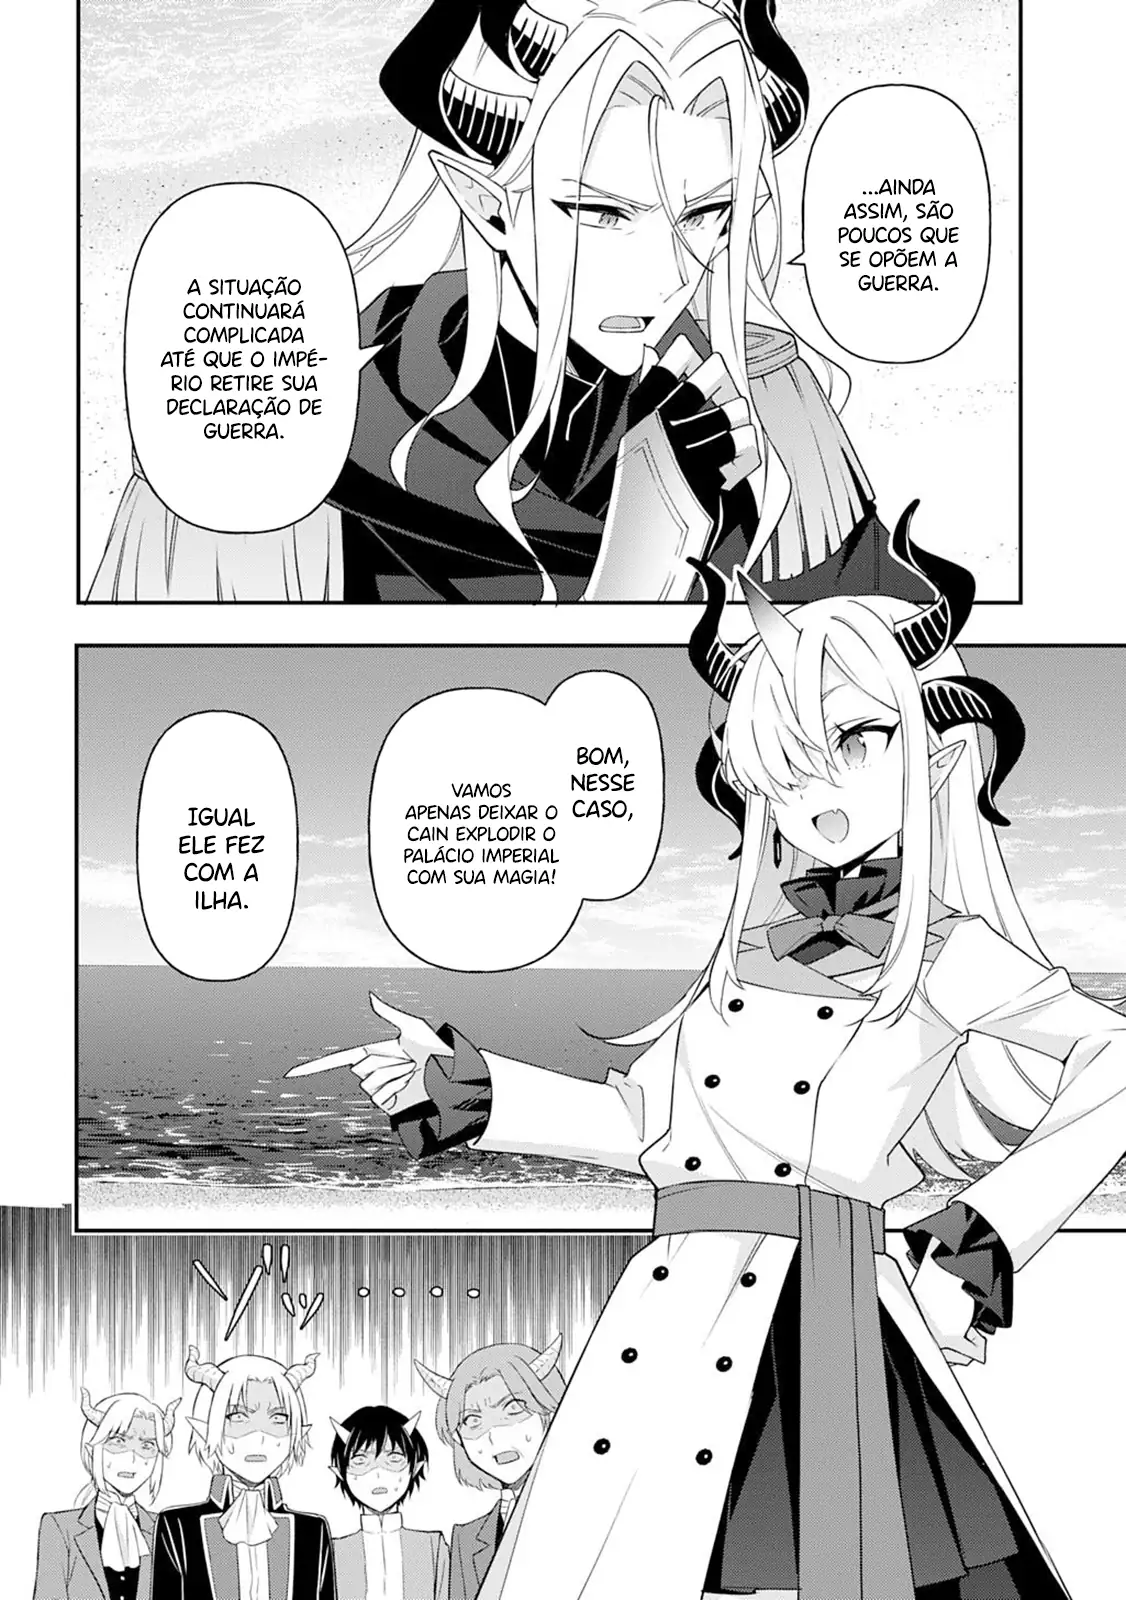 ...AINDA
ASSIM, SÃO
POUCOS QUE
SE OPÕEM A
GUERRA.
A SITUAÇÃO
CONTINUARÁ
COMPLICADA
ATÉ QUE O IMPÉ-
RIO RETIRE SUA
DECLARAÇÃO DE
GUERRA.
BOM,
NESSE
CASO,
VAMOS
APENAS DEIXAR O
CAIN EXPLODIR O
PALÁCIO IMPERIAL
COM SUA MAGIA!
IGUAL
ELE FEZ
COM A
ILHA.